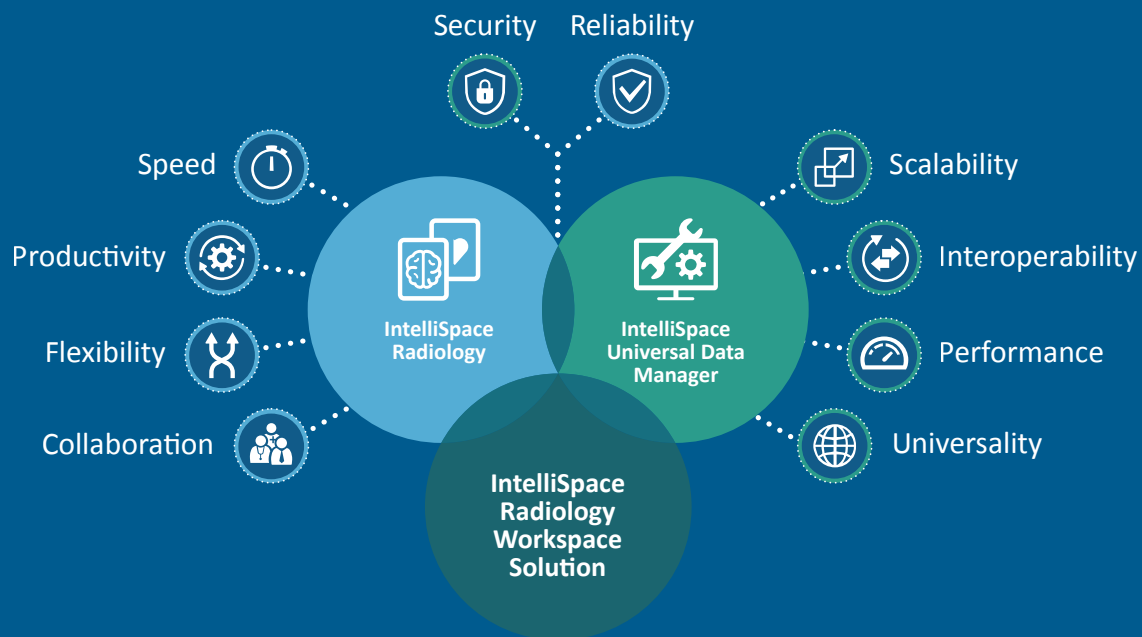 Security
Reliability
Speed
Scalability
Productivity
Interoperability
Flexibility
Performance
Collaboration
Universality
IntelliSpace
Radiology
IntelliSpace
Universal Data
Manager
IntelliSpace
Radiology
Workspace
Solution